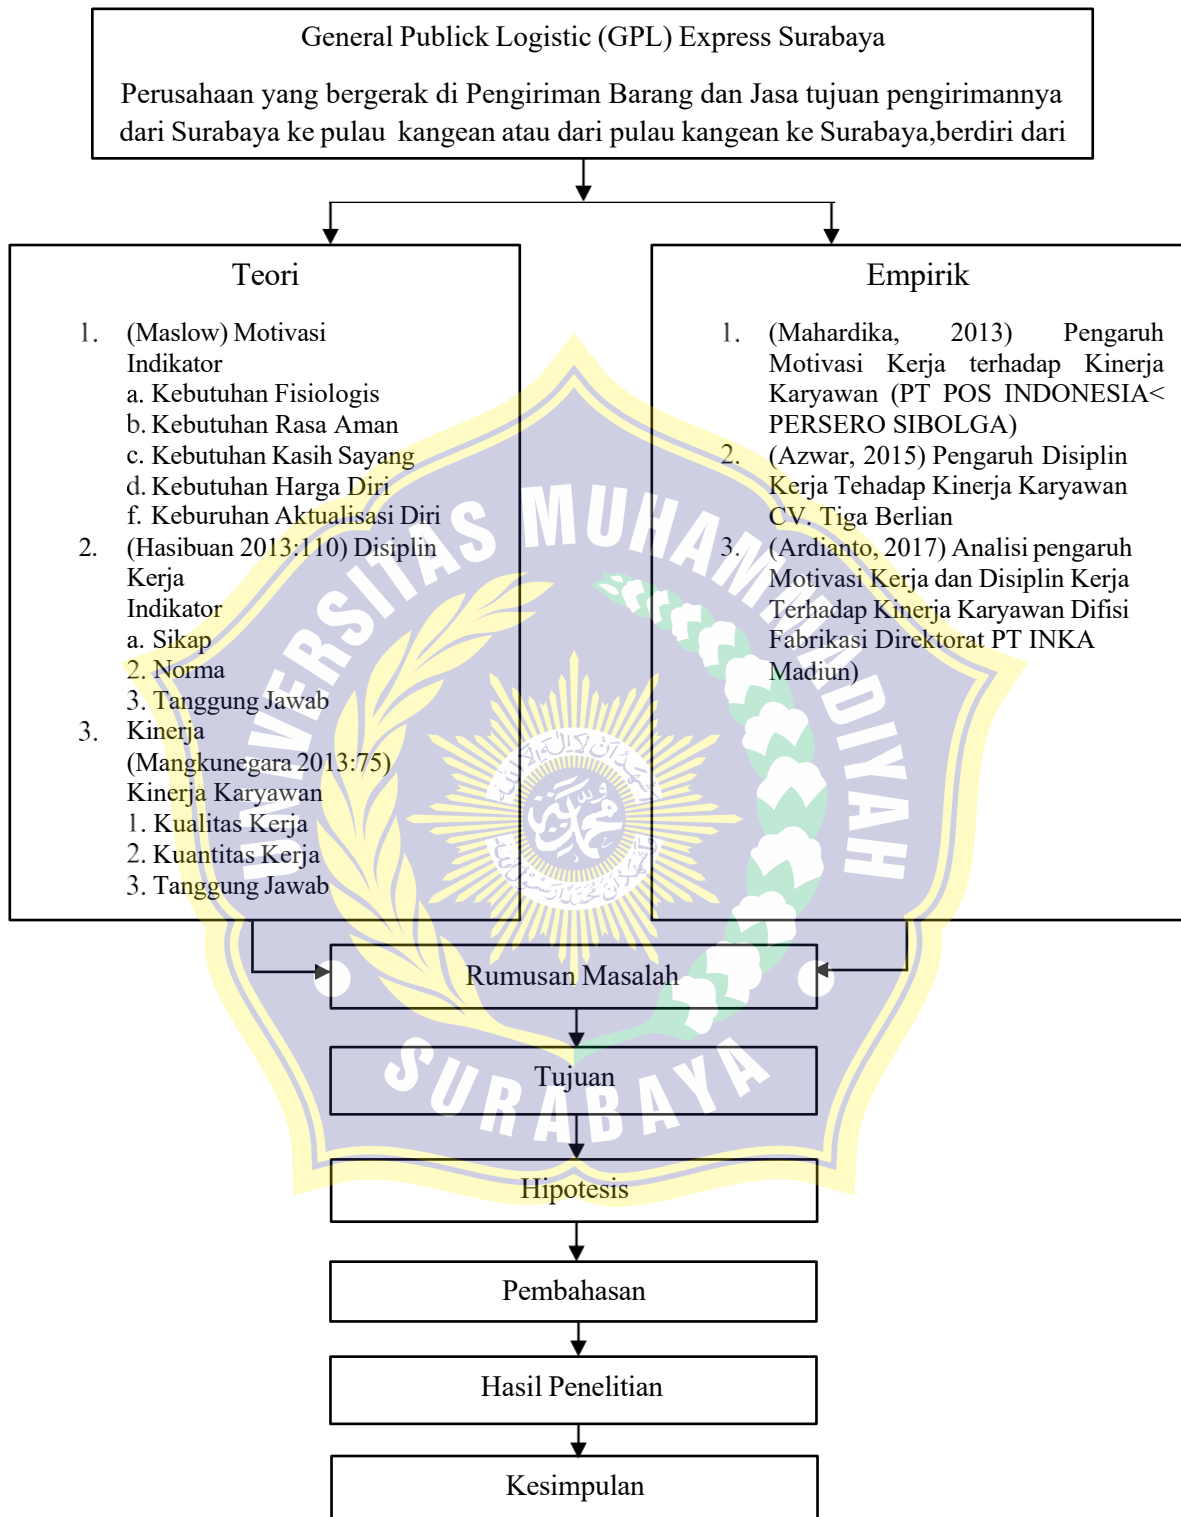 General Publick Logistic (GPL) Express Surabaya
Perusahaan yang bergerak di Pengiriman Barang dan Jasa tujuan pengirimannya
dari Surabaya ke pulau kangean atau dari pulau kangean ke Surabaya,berdiri dari
Teori
1. (Maslow) Motivasi
Indikator
a. Kebutuhan Fisiologis
b. Kebutuhan Rasa Aman
c. Kebutuhan Kasih Sayang
d. Kebutuhan Harga Diri
f. Keburuhan Aktualisasi Diri
2. (Hasibuan 2013:110) Disiplin
Kerja
Indikator
a. Sikap
2. Norma
3. Tanggung Jawab
3. Kinerja
(Mangkunegara 2013:75)
Kinerja Karyawan
1. Kualitas Kerja
2. Kuantitas Kerja
3. Tanggung Jawab
Empirik
1. (Mahardika, 2013) Pengaruh
Motivasi Kerja terhadap Kinerja
Karyawan (PT POS INDONESIA<
PERSERO SIBOLGA)
2. (Azwar, 2015) Pengaruh Disiplin
Kerja Tehadap Kinerja Karyawan
CV. Tiga Berlian
3. (Ardianto, 2017) Analisi pengaruh
Motivasi Kerja dan Disiplin Kerja
Terhadap Kinerja Karyawan Difisi
Fabrikasi Direktorat PT INKA
Madiun)
UNIVERSITAS MUHAMMADIYAH
SURABAYA
Rumusan Masalah
Tujuan
Hipotesis
Pembahasan
Hasil Penelitian
Kesimpulan